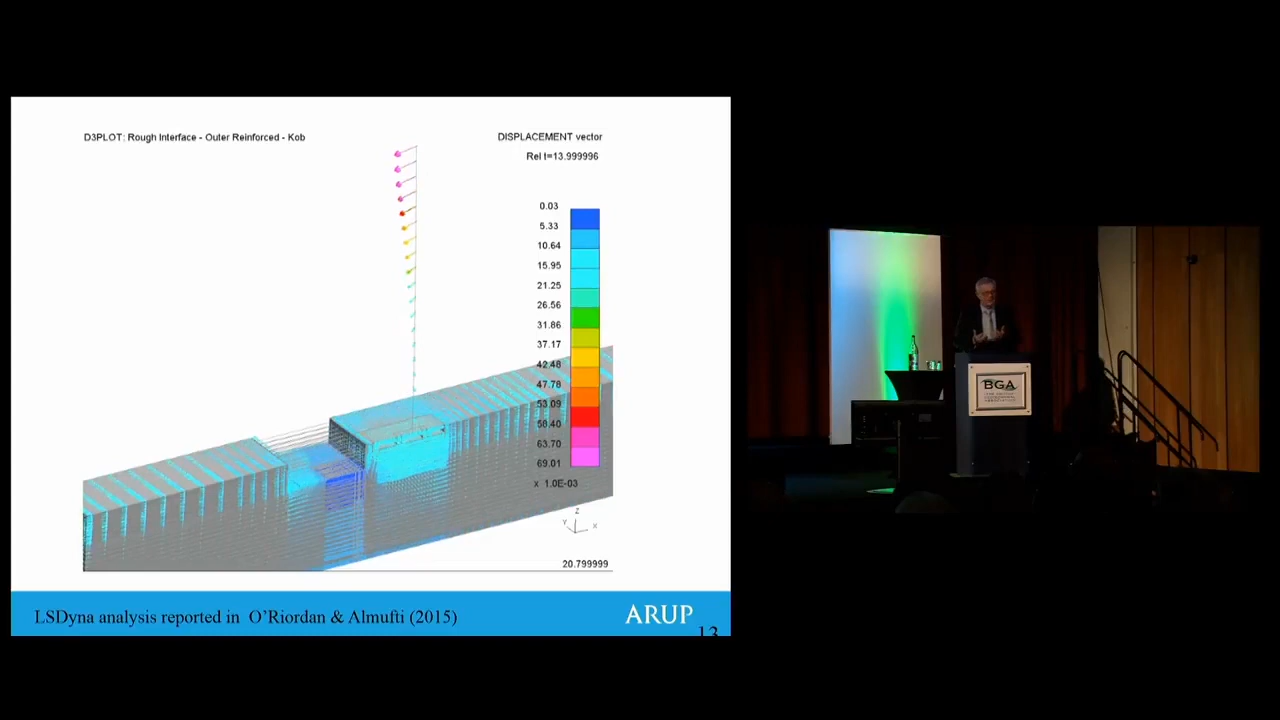 D3PLOT: Rough Interface - Outer Reinforced - Kob
DISPLACEMENT vector
Rel t=13.999996
0.03
5.33
10.64
15.95
21.25
26.56
31.86
37.17
42.48
47.78
53.09
58.40
63.70
69.01
x 1.0E-03
Z
Y
X
20.799999
LSDyna analysis reported in O'Riordan & Almufti (2015)
ARUP
13
BGA